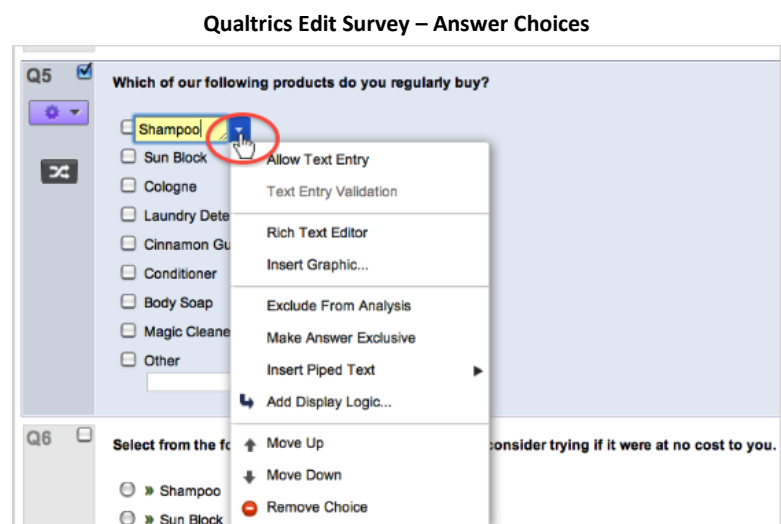 Qualtrics Edit Survey – Answer Choices
Q5
Which of our following products do you regularly buy?
Shampoo
Sun Block
Cologne
Laundry Dete
Cinnamon Gu
Conditioner
Body Soap
Magic Cleane
Other
Allow Text Entry
Text Entry Validation
Rich Text Editor
Insert Graphic...
Exclude From Analysis
Make Answer Exclusive
Insert Piped Text
Add Display Logic...
Move Up
Move Down
Remove Choice
Q6
Select from the fo consider trying if it were at no cost to you.
» Shampoo
» Sun Block